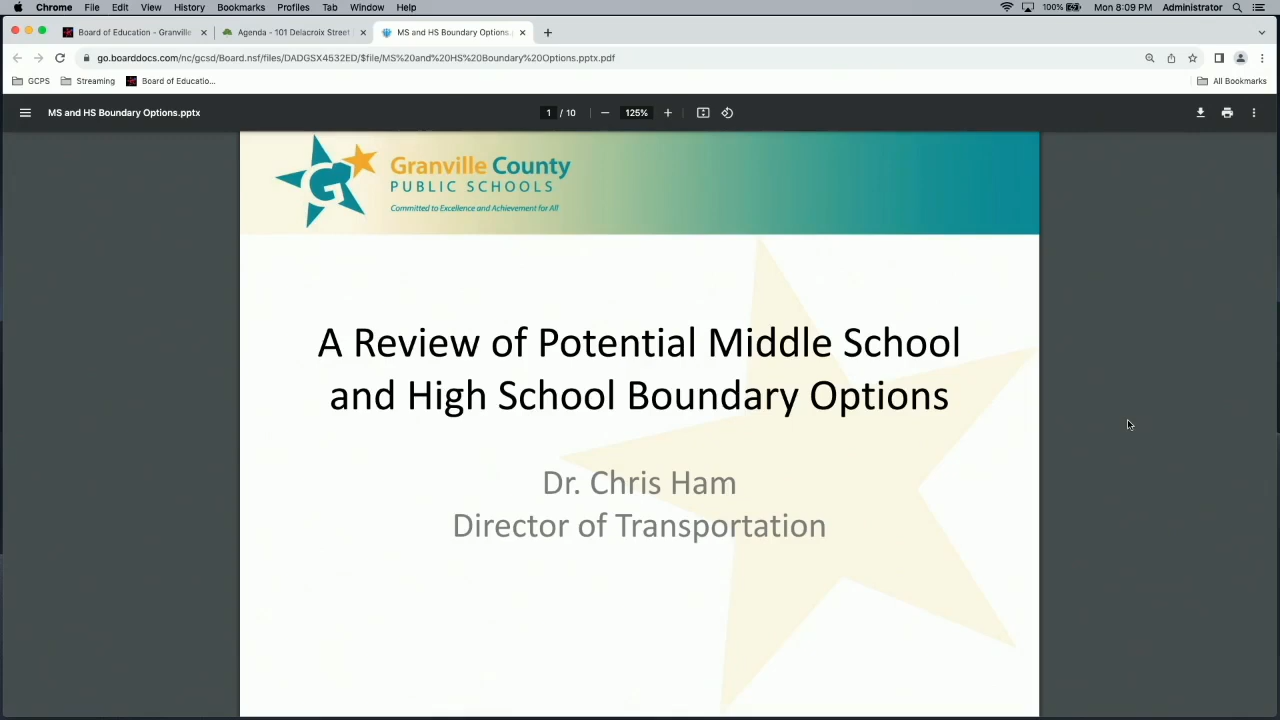 Chrome File Edit View History Bookmarks Profiles Tab Window Help 100% Mon 8:09 PM Administrator
Board of Education - Granville Agenda - 101 Delacroix Street MS and HS Boundary Options.
go.boarddocs.com/nc/gcsd/Board.nsf/files/DADGSX4532ED/$file/MS%20and%20HS%20Boundary%20Options.pptx.pdf
GCPS Streaming Board of Educatio... All Bookmarks
MS and HS Boundary Options.pptx 1 / 10 125%
Granville County
PUBLIC SCHOOLS
Committed to Excellence and Achievement for All
A Review of Potential Middle School
and High School Boundary Options
Dr. Chris Ham
Director of Transportation